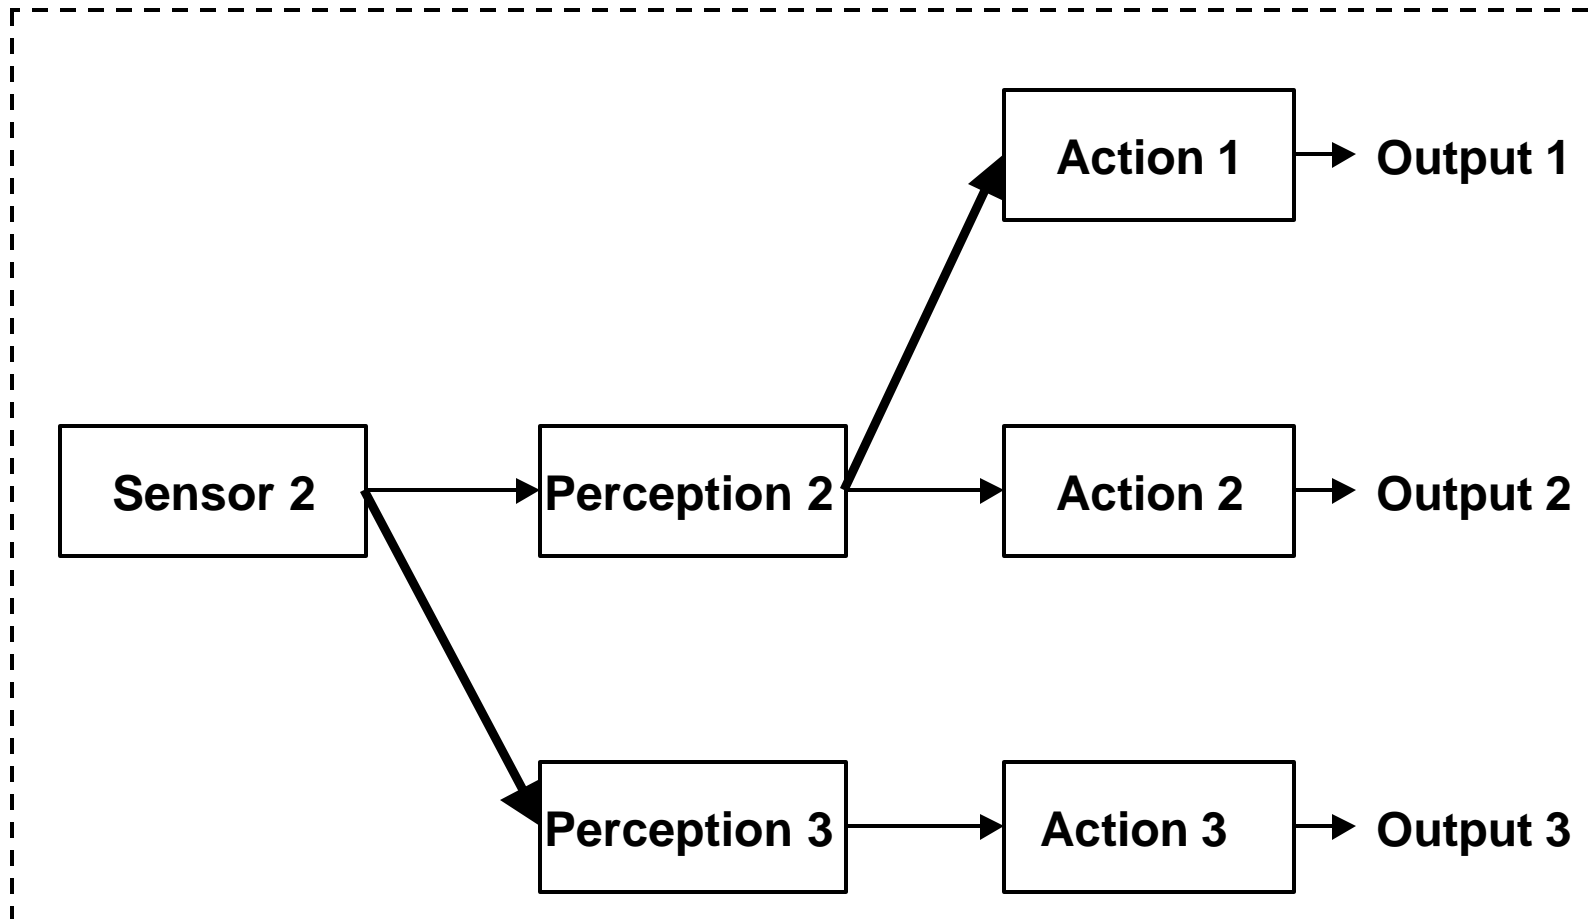 Action 1
Output 1
Sensor 2
Perception 2
Action 2
Output 2
Perception 3
Action 3
Output 3